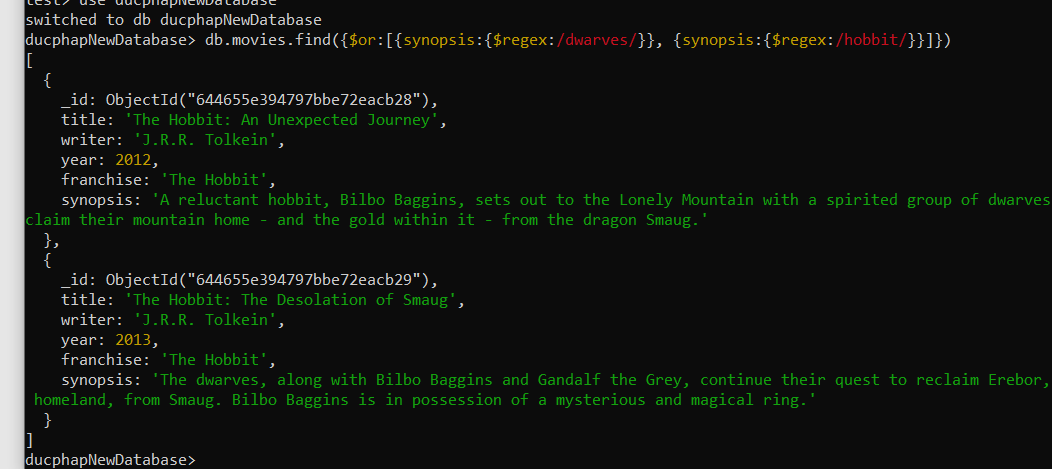 test> use ducphapNewDatabase
switched to db ducphapNewDatabase
ducphapNewDatabase> db.movies.find({$or:[{synopsis:{$regex:/dwarves/}}, {synopsis:{$regex:/hobbit/}}]})
[
  {
    _id: ObjectId("644655e394797bbe72eacb28"),
    title: 'The Hobbit: An Unexpected Journey',
    writer: 'J.R.R. Tolkein',
    year: 2012,
    franchise: 'The Hobbit',
    synopsis: 'A reluctant hobbit, Bilbo Baggins, sets out to the Lonely Mountain with a spirited group of dwarves
claim their mountain home - and the gold within it - from the dragon Smaug.'
  },
  {
    _id: ObjectId("644655e394797bbe72eacb29"),
    title: 'The Hobbit: The Desolation of Smaug',
    writer: 'J.R.R. Tolkein',
    year: 2013,
    franchise: 'The Hobbit',
    synopsis: 'The dwarves, along with Bilbo Baggins and Gandalf the Grey, continue their quest to reclaim Erebor,
 homeland, from Smaug. Bilbo Baggins is in possession of a mysterious and magical ring.'
  }
]
ducphapNewDatabase>